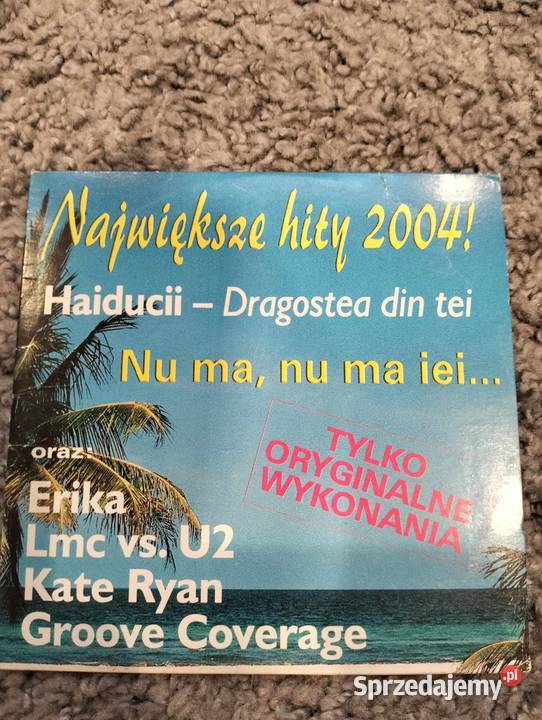 Największe hity 2004!
Haiducii – Dragostea din tei
Nu ma, nu ma iei...
TYLKO
ORYGINALNE
WYKONANIA
oraz:
Erika
Lmc vs. U2
Kate Ryan
Groove Coverage
Sprzedajemy.pl